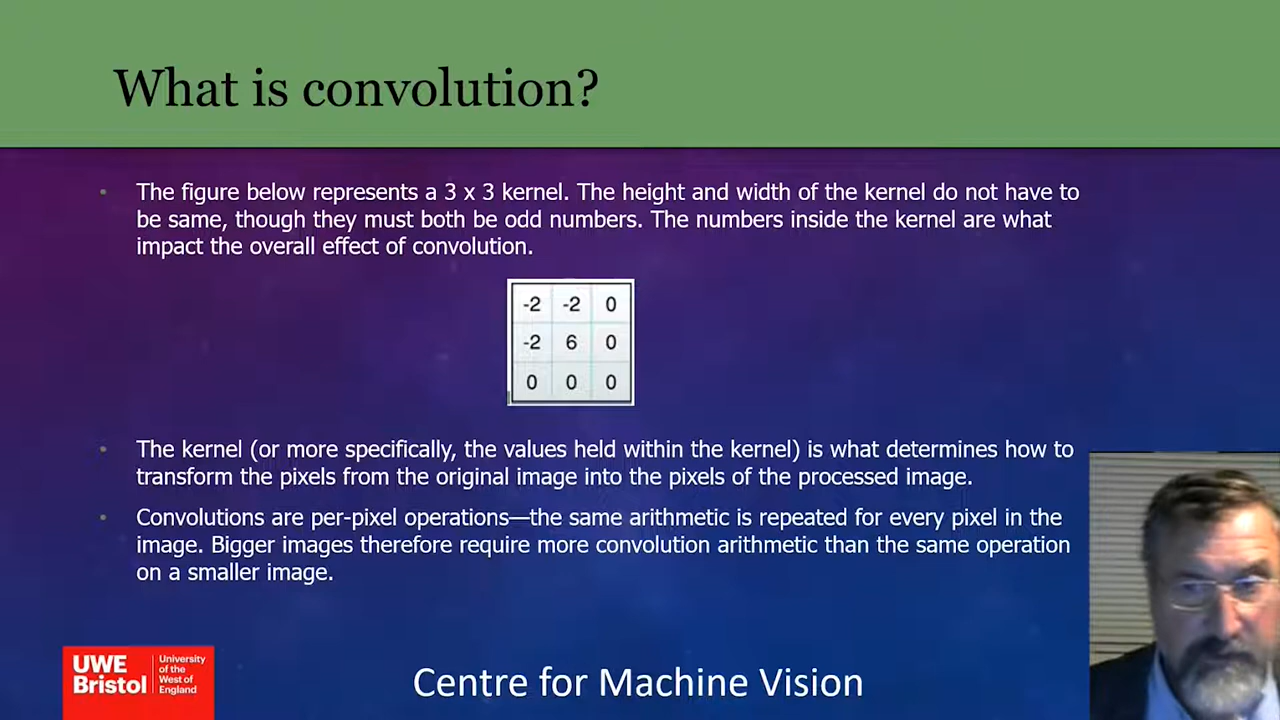 What is convolution?
• The figure below represents a 3 x 3 kernel. The height and width of the kernel do not have to
be same, though they must both be odd numbers. The numbers inside the kernel are what
impact the overall effect of convolution.
-2 -2 0
-2 6 0
0 0 0
• The kernel (or more specifically, the values held within the kernel) is what determines how to
transform the pixels from the original image into the pixels of the processed image.
• Convolutions are per-pixel operations—the same arithmetic is repeated for every pixel in the
image. Bigger images therefore require more convolution arithmetic than the same operation
on a smaller image.
UWE
Bristol
University
of the
West of
England
Centre for Machine Vision